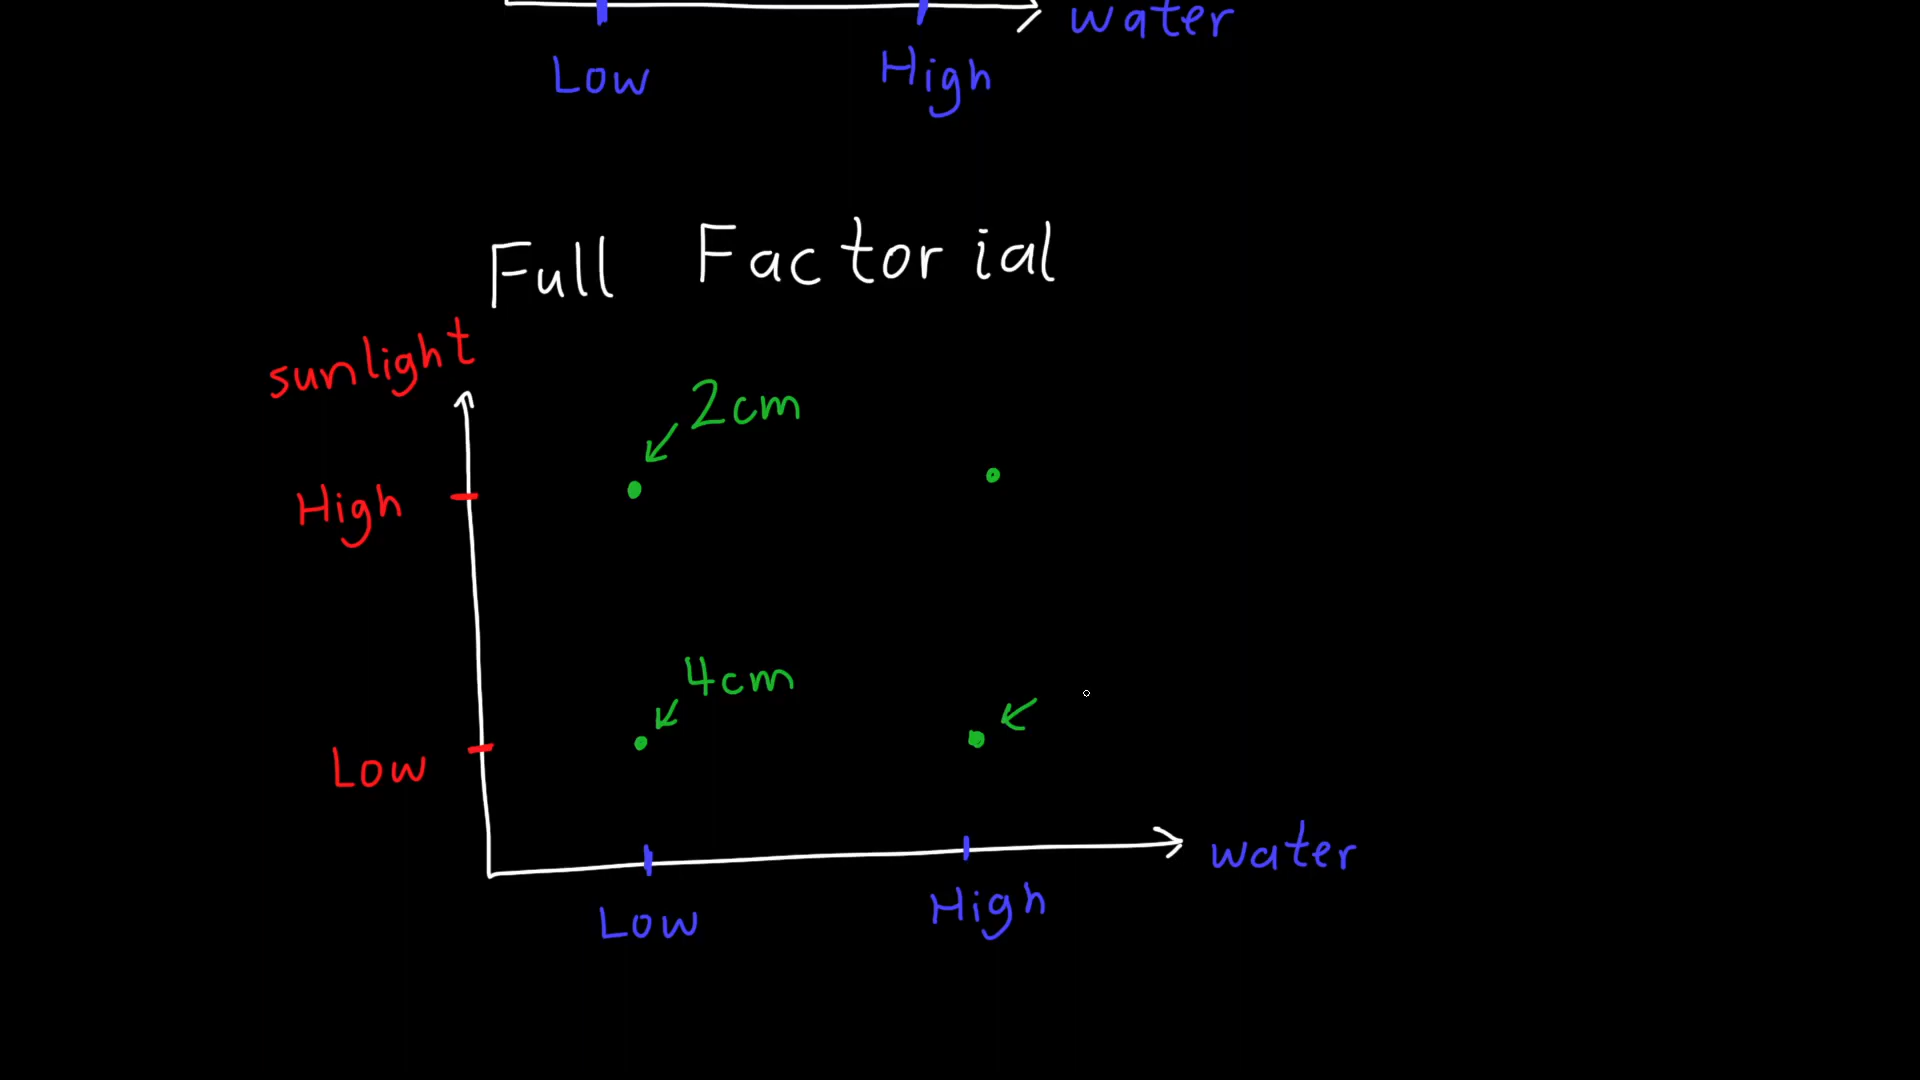 water
Low High
Full Factorial
sunlight
2cm
High
4cm
Low
water
Low High